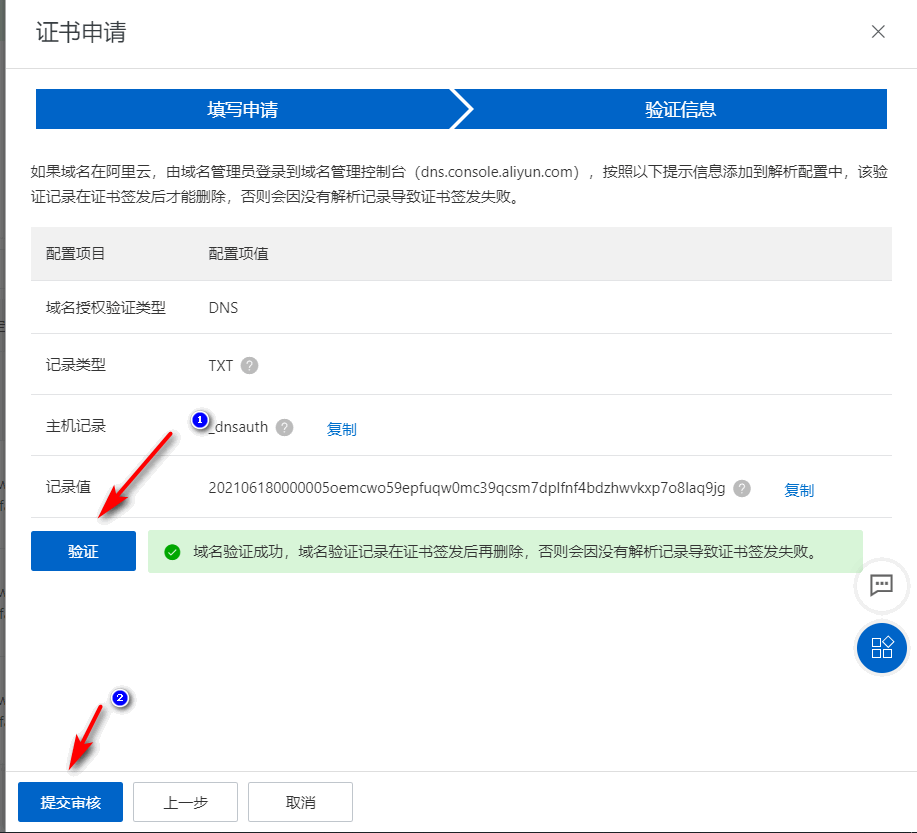 证书申请
填写申请
验证信息
如果域名在阿里云，由域名管理员登录到域名管理控制台（dns.console.aliyun.com），按照以下提示信息添加到解析配置中，该验
证记录在证书签发后才能删除，否则会因没有解析记录导致证书签发失败。
配置项目 配置项值
域名授权验证类型 DNS
记录类型 TXT ?
1
主机记录 _dnsauth ? 复制
记录值 202106180000005oemcwo59epfuqw0mc39qcsm7dplfnf4bdzhwvkxp7o8laq9jg ? 复制
验证 域名验证成功，域名验证记录在证书签发后再删除，否则会因没有解析记录导致证书签发失败。
2
提交审核 上一步 取消